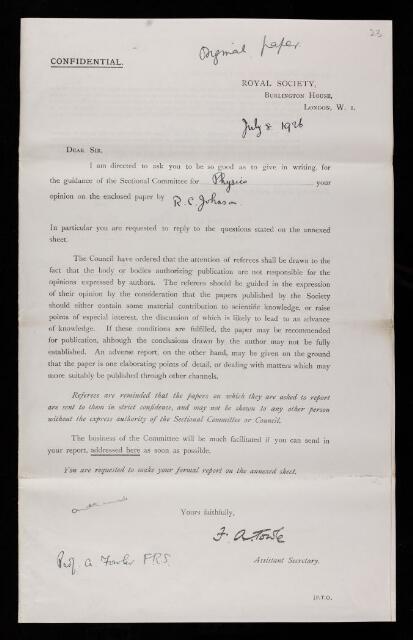 23
Original paper
CONFIDENTIAL.
ROYAL SOCIETY,
BURLINGTON HOUSE,
LONDON, W. 1.
July 8 1926
DEAR SIR,
I am directed to ask you to be so good as to give in writing, for
the guidance of the Sectional Committee for Physics your
opinion on the enclosed paper by R. C. Johnson.
In particular you are requested to reply to the questions stated on the annexed
sheet.
The Council have ordered that the attention of referees shall be drawn to the
fact that the body or bodies authorizing publication are not responsible for the
opinions expressed by authors. The referees should be guided in the expression
of their opinion by the consideration that the papers published by the Society
should either contain some material contribution to scientific knowledge, or raise
points of especial interest, the discussion of which is likely to lead to an advance
of knowledge. If these conditions are fulfilled, the paper may be recommended
for publication, although the conclusions drawn by the author may not be fully
established. An adverse report, on the other hand, may be given on the ground
that the paper is one elaborating points of detail, or dealing with matters which may
more suitably be published through other channels.
Referees are reminded that the papers on which they are asked to report
are sent to them in strict confidence, and may not be shown to any other person
without the express authority of the Sectional Committee or Council.
The business of the Committee will be much facilitated if you can send in
your report, addressed here as soon as possible.
You are requested to make your formal report on the annexed sheet.
Yours faithfully,
F. A. Towle
Assistant Secretary.
Prof. A. Fowler F.R.S.
[P.T.O.